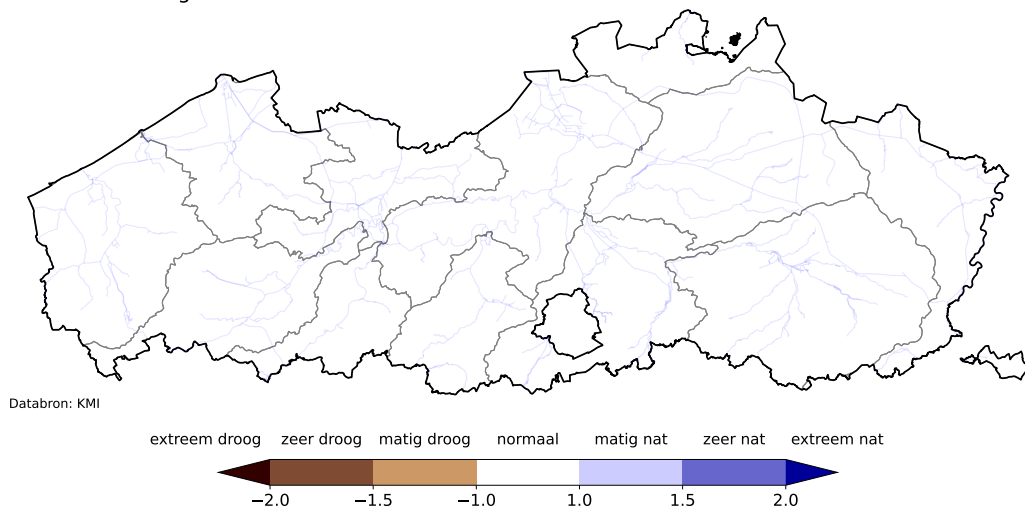 Databron: KMI
extreem droog zeer droog matig droog normaal matig nat zeer nat extreem nat
−2.0 −1.5 −1.0 1.0 1.5 2.0